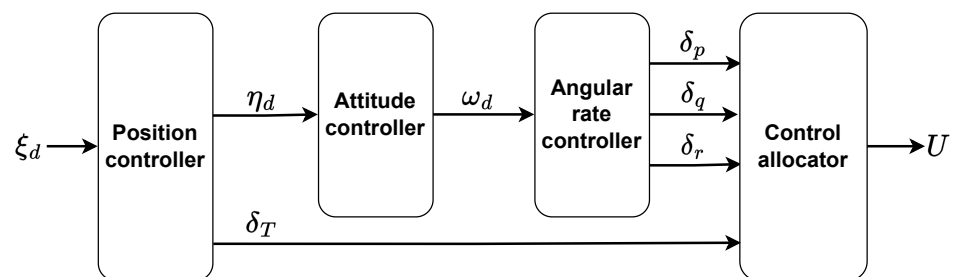 ξ_d
Position
controller
η_d
δ_T
Attitude
controller
ω_d
Angular
rate
controller
δ_p
δ_q
δ_r
Control
allocator
U